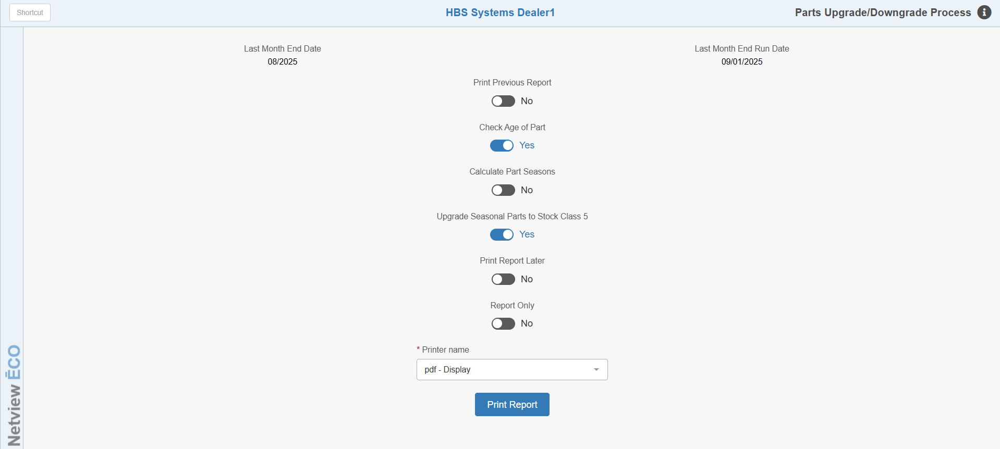 Shortcut
HBS Systems Dealer1
Parts Upgrade/Downgrade Process
Last Month End Date
08/2025
Last Month End Run Date
09/01/2025
Print Previous Report
No
Check Age of Part
Yes
Calculate Part Seasons
No
Upgrade Seasonal Parts to Stock Class 5
Yes
Print Report Later
No
Report Only
No
* Printer name
pdf - Display
Print Report
Netview ĒCO